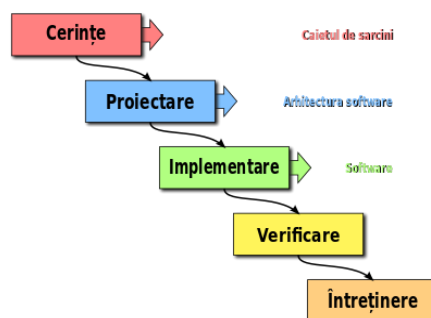 Cerințe
Caietul de sarcini
Proiectare
Arhitectura software
Implementare
Software
Verificare
Întreținere